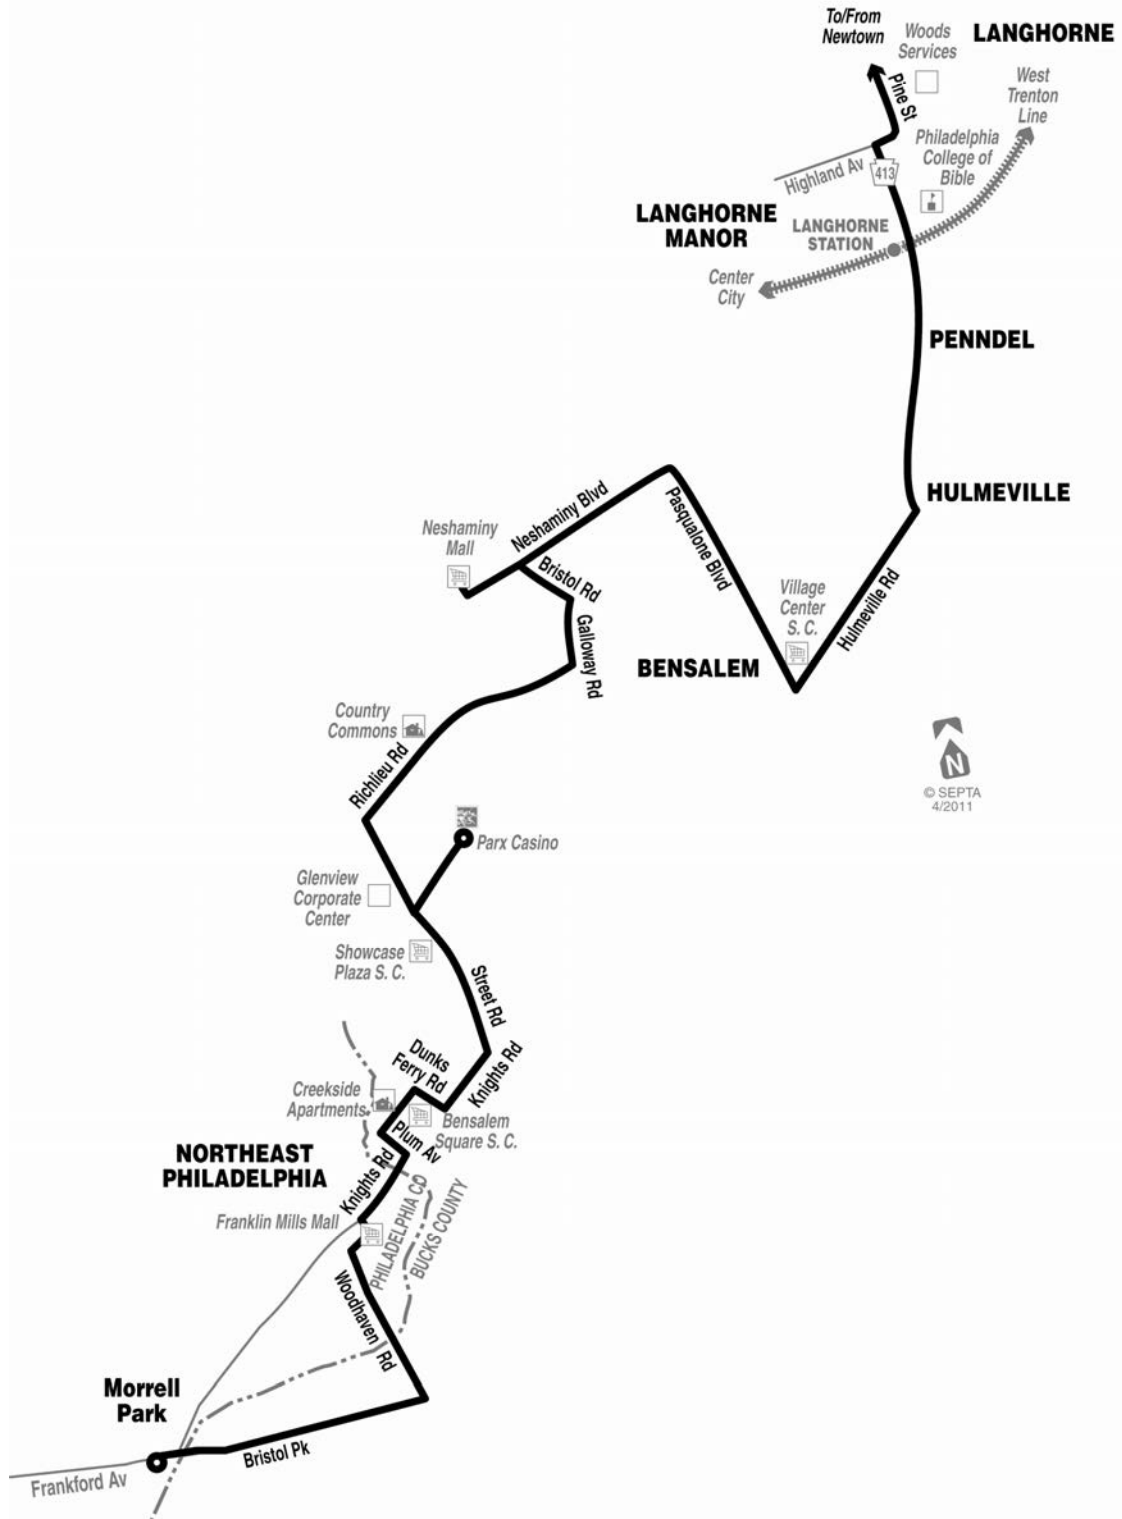 To/From
Newtown
Woods
Services
LANGHORNE
West
Trenton
Line
Pine St
Philadelphia
College of
Bible
Highland Av
413
LANGHORNE
MANOR
LANGHORNE
STATION
Center
City
PENNDEL
HULMEVILLE
Neshaminy
Mall
Neshaminy Blvd
Pasqualone Blvd
Bristol Rd
Village
Center
S. C.
Hulmeville Rd
Galloway Rd
BENSALEM
Country
Commons
Richlieu Rd
N
© SEPTA
4/2011
Parx Casino
Glenview
Corporate
Center
Showcase
Plaza S. C.
Street Rd
Dunks
Ferry Rd
Knights Rd
Creekside
Apartments
Bensalem
Square S. C.
Plum Av
NORTHEAST
PHILADELPHIA
Knights Rd
Franklin Mills Mall
PHILADELPHIA CO
BUCKS COUNTY
Woodhaven Rd
Morrell
Park
Bristol Pk
Frankford Av